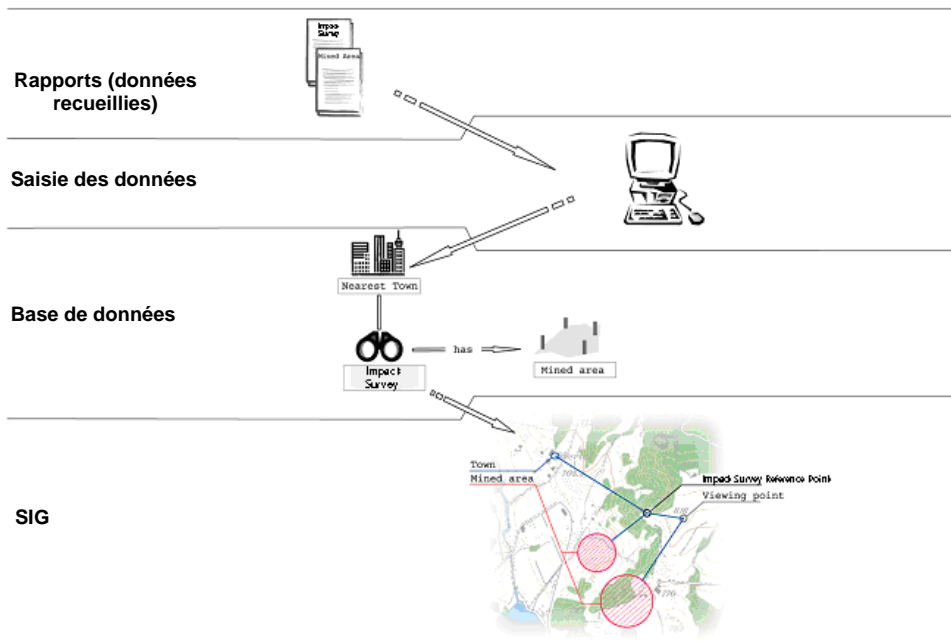 Impact
Survey
Mined Area
Rapports (données
recueillies)
Saisie des données
Nearest Town
Base de données
has
Impact
Survey
Mined area
Town
Mined area
Impact Survey Reference Point
Viewing point
SIG